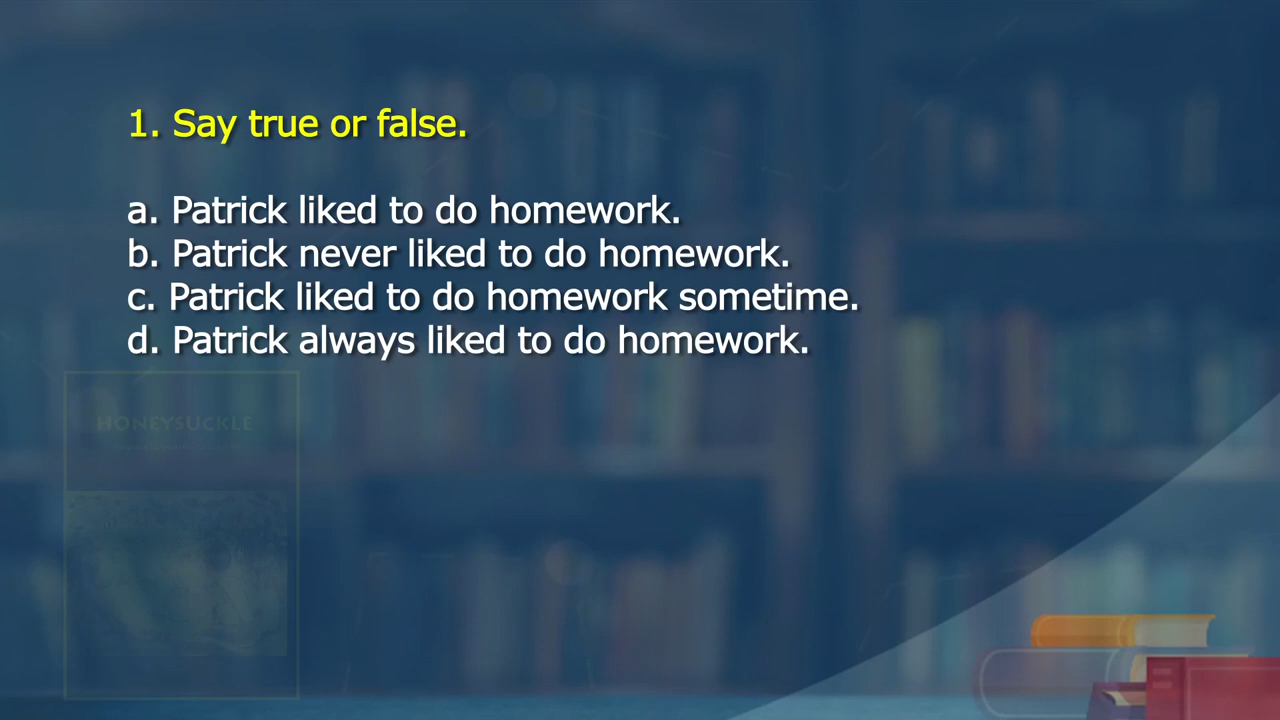 1. Say true or false.
a. Patrick liked to do homework.
b. Patrick never liked to do homework.
c. Patrick liked to do homework sometime.
d. Patrick always liked to do homework.
HONEYSUCKLE